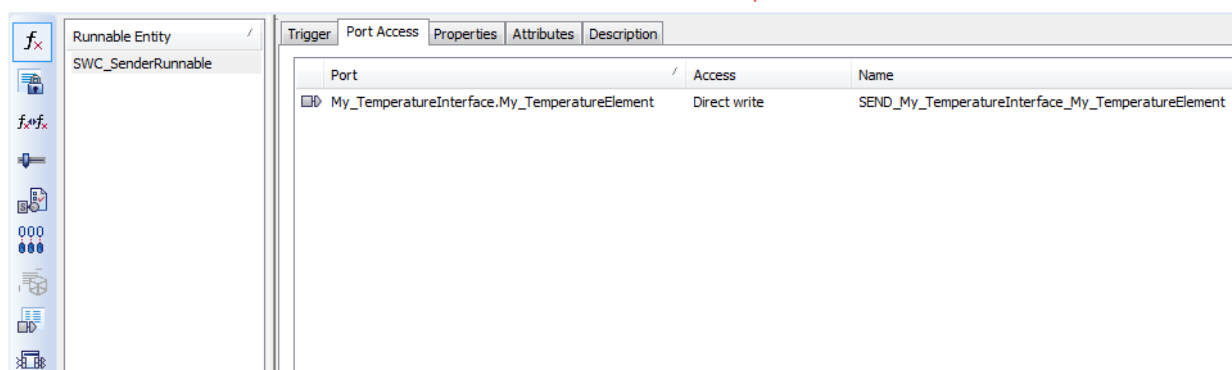 Runnable Entity
SWC_SenderRunnable
Trigger Port Access Properties Attributes Description
Port Access Name
My_TemperatureInterface.My_TemperatureElement Direct write SEND_My_TemperatureInterface_My_TemperatureElement